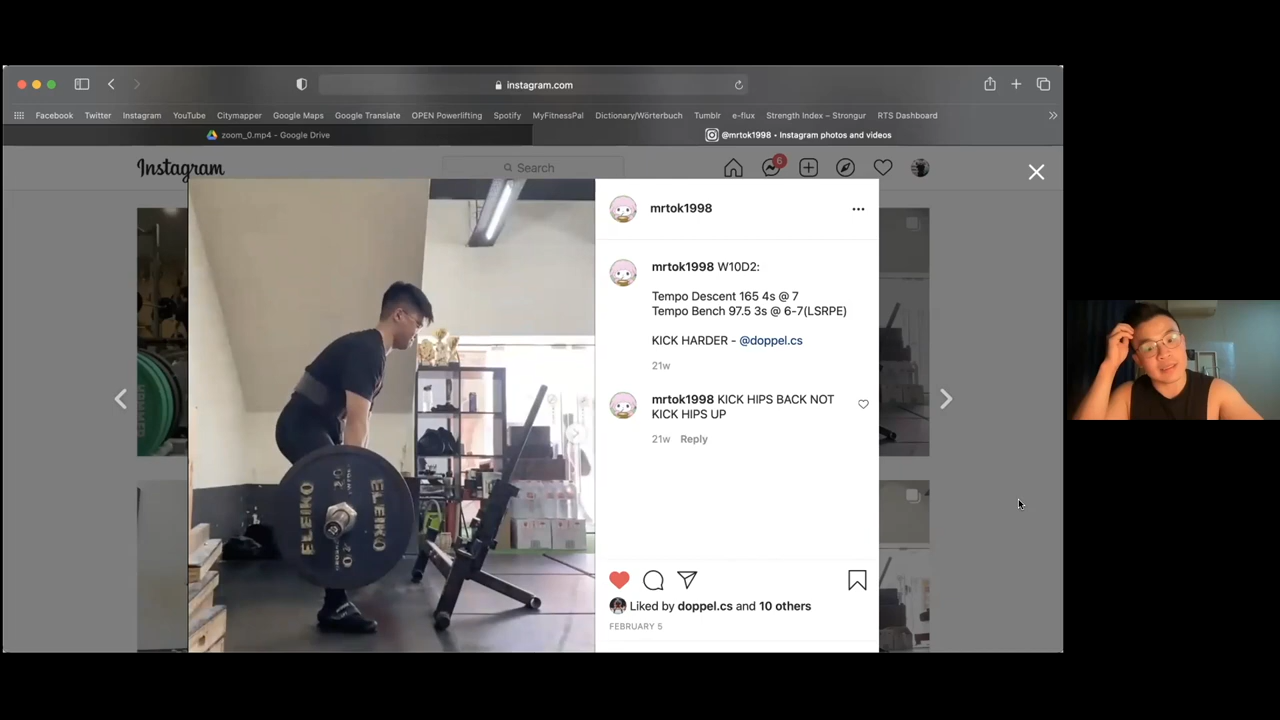 instagram.com
Facebook Twitter Instagram YouTube Citymapper Google Maps Google Translate OPEN Powerlifting Spotify MyFitnessPal Dictionary/Wörterbuch Tumblr e-flux Strength Index – Strongur RTS Dashboard
zoom_0.mp4 - Google Drive
@mrtok1998 • Instagram photos and videos
Instagram
Search
6
mrtok1998
mrtok1998 W10D2:
Tempo Descent 165 4s @ 7
Tempo Bench 97.5 3s @ 6-7(LSRPE)
KICK HARDER - @doppel.cs
21w
mrtok1998 KICK HIPS BACK NOT
KICK HIPS UP
21w Reply
Liked by doppel.cs and 10 others
FEBRUARY 5
ELEIKO
ELEIKO